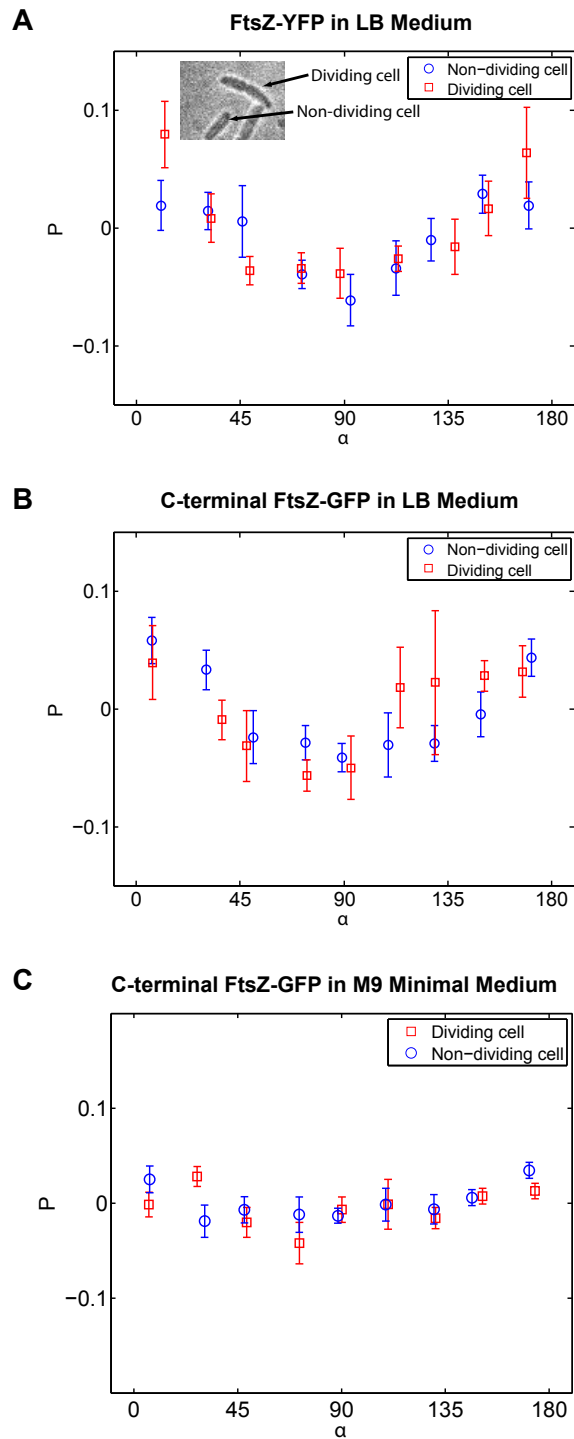 A
FtsZ-YFP in LB Medium
Dividing cell
Non-dividing cell
Non−dividing cell
Dividing cell
0.1
0
−0.1
P
0 45 90 135 180
α
B
C-terminal FtsZ-GFP in LB Medium
Non−dividing cell
Dividing cell
0.1
0
−0.1
P
0 45 90 135 180
α
C
C-terminal FtsZ-GFP in M9 Minimal Medium
Dividing cell
Non−dividing cell
0.1
0
−0.1
P
0 45 90 135 180
α